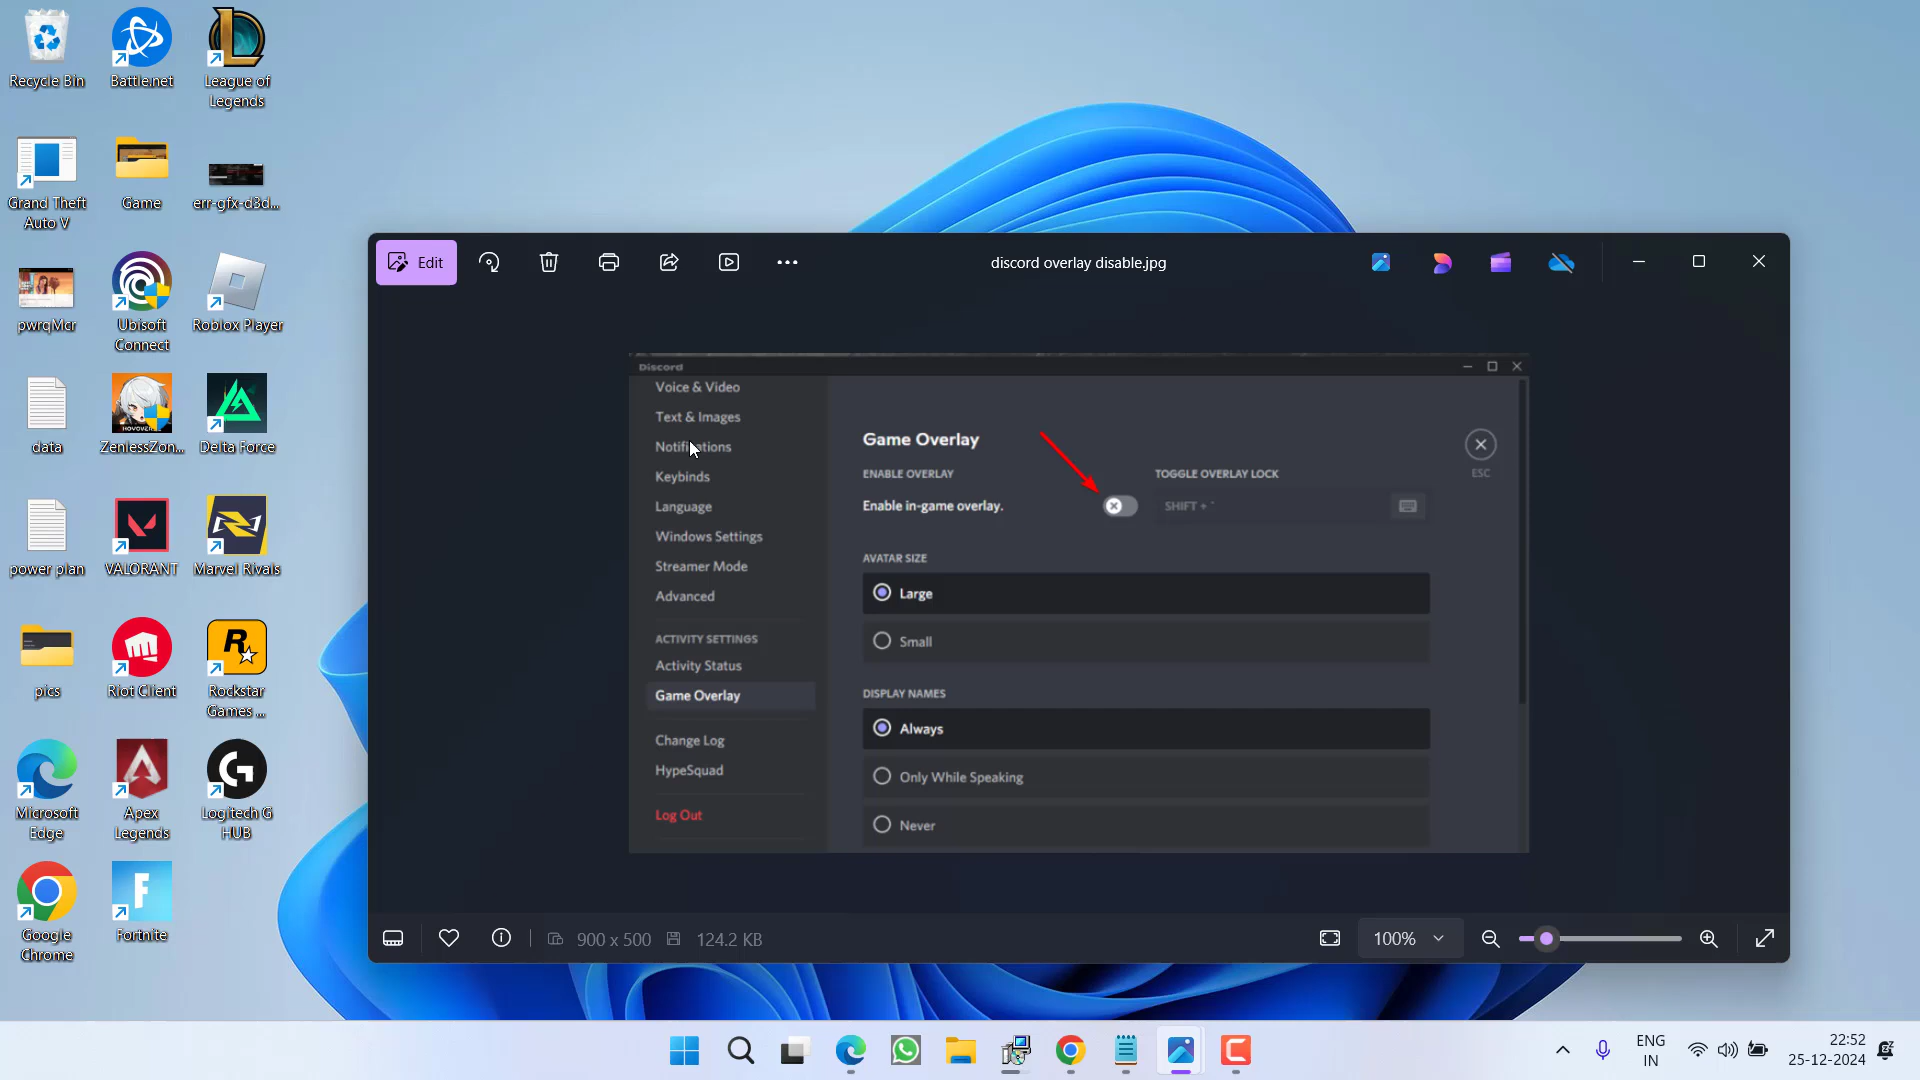 Recycle Bin
Battle.net
League of
Legends
Grand Theft
Auto V
Game
err-gfx-d3d...
pwrqMcr
Ubisoft
Connect
Roblox Player
data
ZenlessZon...
Delta Force
power plan
VALORANT
Marvel Rivals
pics
Riot Client
Rockstar
Games ...
Microsoft
Edge
Apex
Legends
Logitech G
HUB
Google
Chrome
Fortnite
Edit
discord overlay disable.jpg
Discord
Voice & Video
Text & Images
Notifications
Keybinds
Language
Windows Settings
Streamer Mode
Advanced
ACTIVITY SETTINGS
Activity Status
Game Overlay
Change Log
HypeSquad
Log Out
Game Overlay
ENABLE OVERLAY
TOGGLE OVERLAY LOCK
ESC
Enable in-game overlay.
SHIFT + `
AVATAR SIZE
Large
Small
DISPLAY NAMES
Always
Only While Speaking
Never
900 x 500
124.2 KB
100%
ENG
IN
22:52
25-12-2024